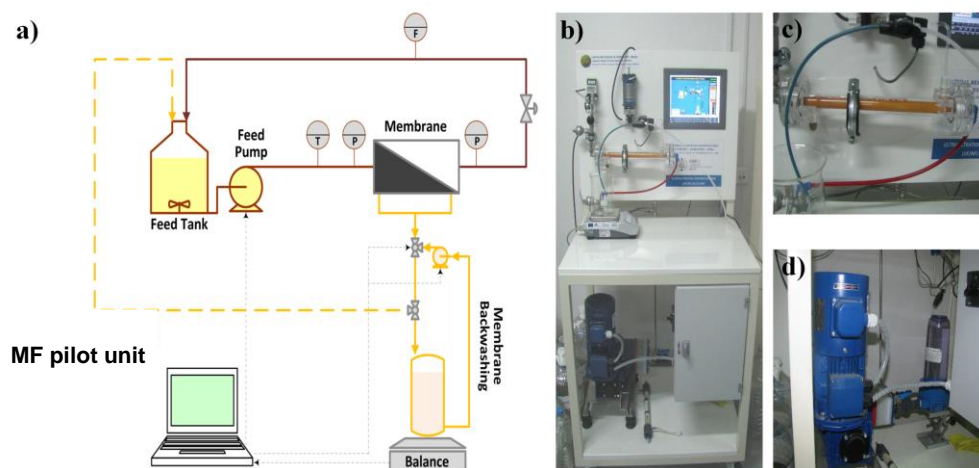 a)
F
Feed
Pump
T
P
Membrane
P
Feed Tank
Membrane
Backwashing
MF pilot unit
Balance
b)
c)
d)